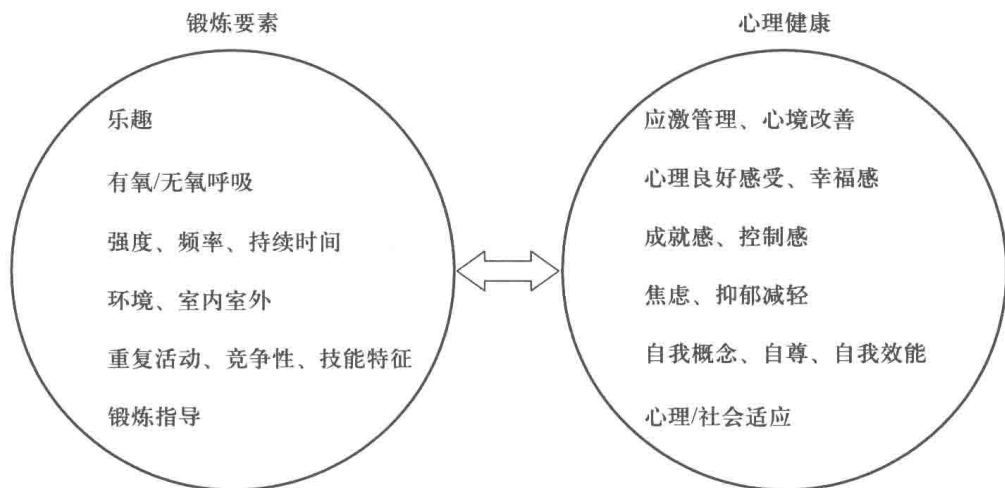 锻炼要素
乐趣
有氧/无氧呼吸
强度、频率、持续时间
环境、室内室外
重复活动、竞争性、技能特征
锻炼指导
心理健康
应激管理、心境改善
心理良好感受、幸福感
成就感、控制感
焦虑、抑郁减轻
自我概念、自尊、自我效能
心理/社会适应